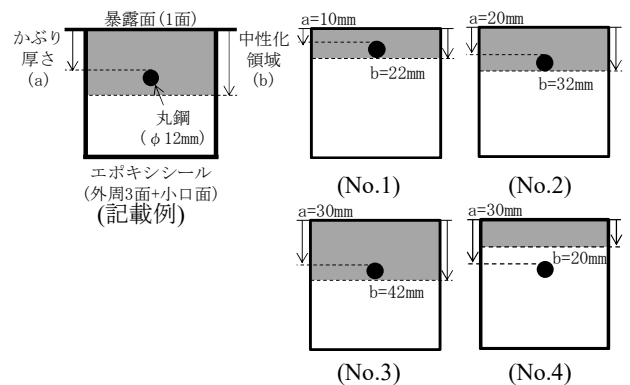 暴露面(1面)
かぶり
厚さ
(a)
中性化
領域
(b)
丸鋼
(φ12mm)
エポキシシール
(外周3面+小口面)
(記載例)
a=10mm
b=22mm
(No.1)
a=20mm
b=32mm
(No.2)
a=30mm
b=42mm
(No.3)
a=30mm
b=20mm
(No.4)